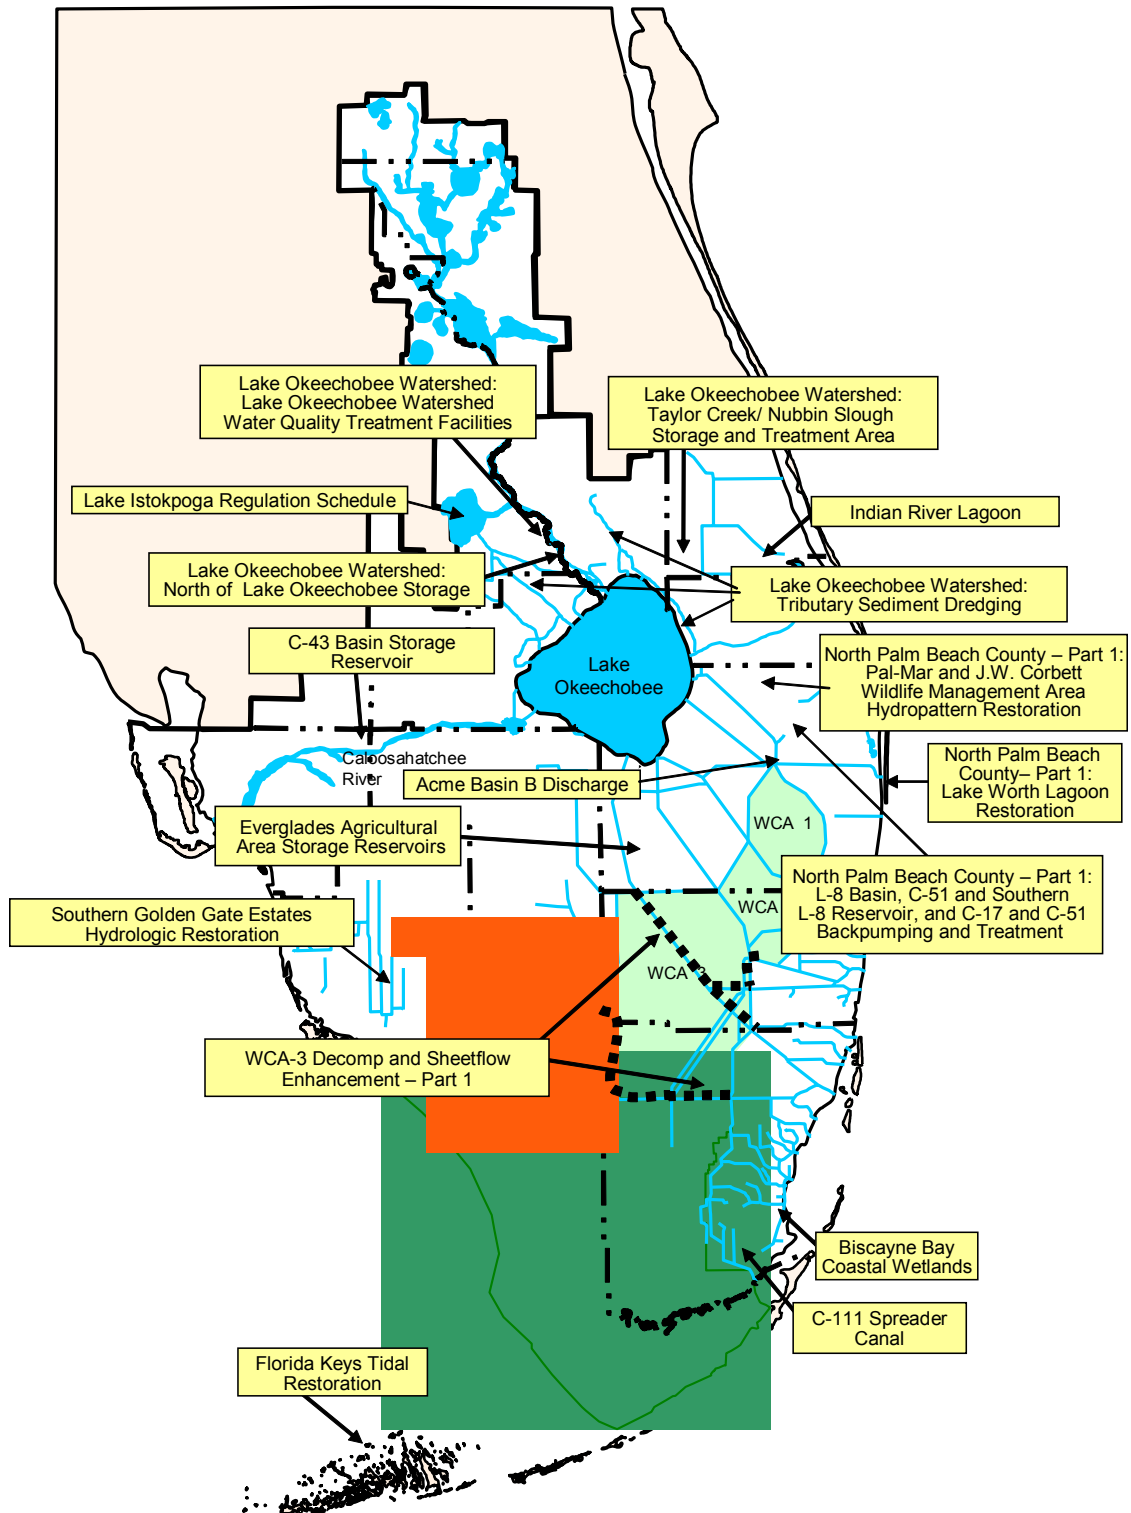 Lake Okeechobee Watershed:
Lake Okeechobee Watershed
Water Quality Treatment Facilities
Lake Okeechobee Watershed:
Taylor Creek/ Nubbin Slough
Storage and Treatment Area
Lake Istokpoga Regulation Schedule
Indian River Lagoon
Lake Okeechobee Watershed:
North of Lake Okeechobee Storage
Lake Okeechobee Watershed:
Tributary Sediment Dredging
C-43 Basin Storage
Reservoir
Lake
Okeechobee
North Palm Beach County – Part 1:
Pal-Mar and J.W. Corbett
Wildlife Management Area
Hydropattern Restoration
Caloosahatchee
River
Acme Basin B Discharge
North Palm Beach
County– Part 1:
Lake Worth Lagoon
Restoration
Everglades Agricultural
Area Storage Reservoirs
WCA 1
North Palm Beach County – Part 1:
L-8 Basin, C-51 and Southern
L-8 Reservoir, and C-17 and C-51
Backpumping and Treatment
WCA
Southern Golden Gate Estates
Hydrologic Restoration
WCA 3
WCA-3 Decomp and Sheetflow
Enhancement – Part 1
Biscayne Bay
Coastal Wetlands
C-111 Spreader
Canal
Florida Keys Tidal
Restoration